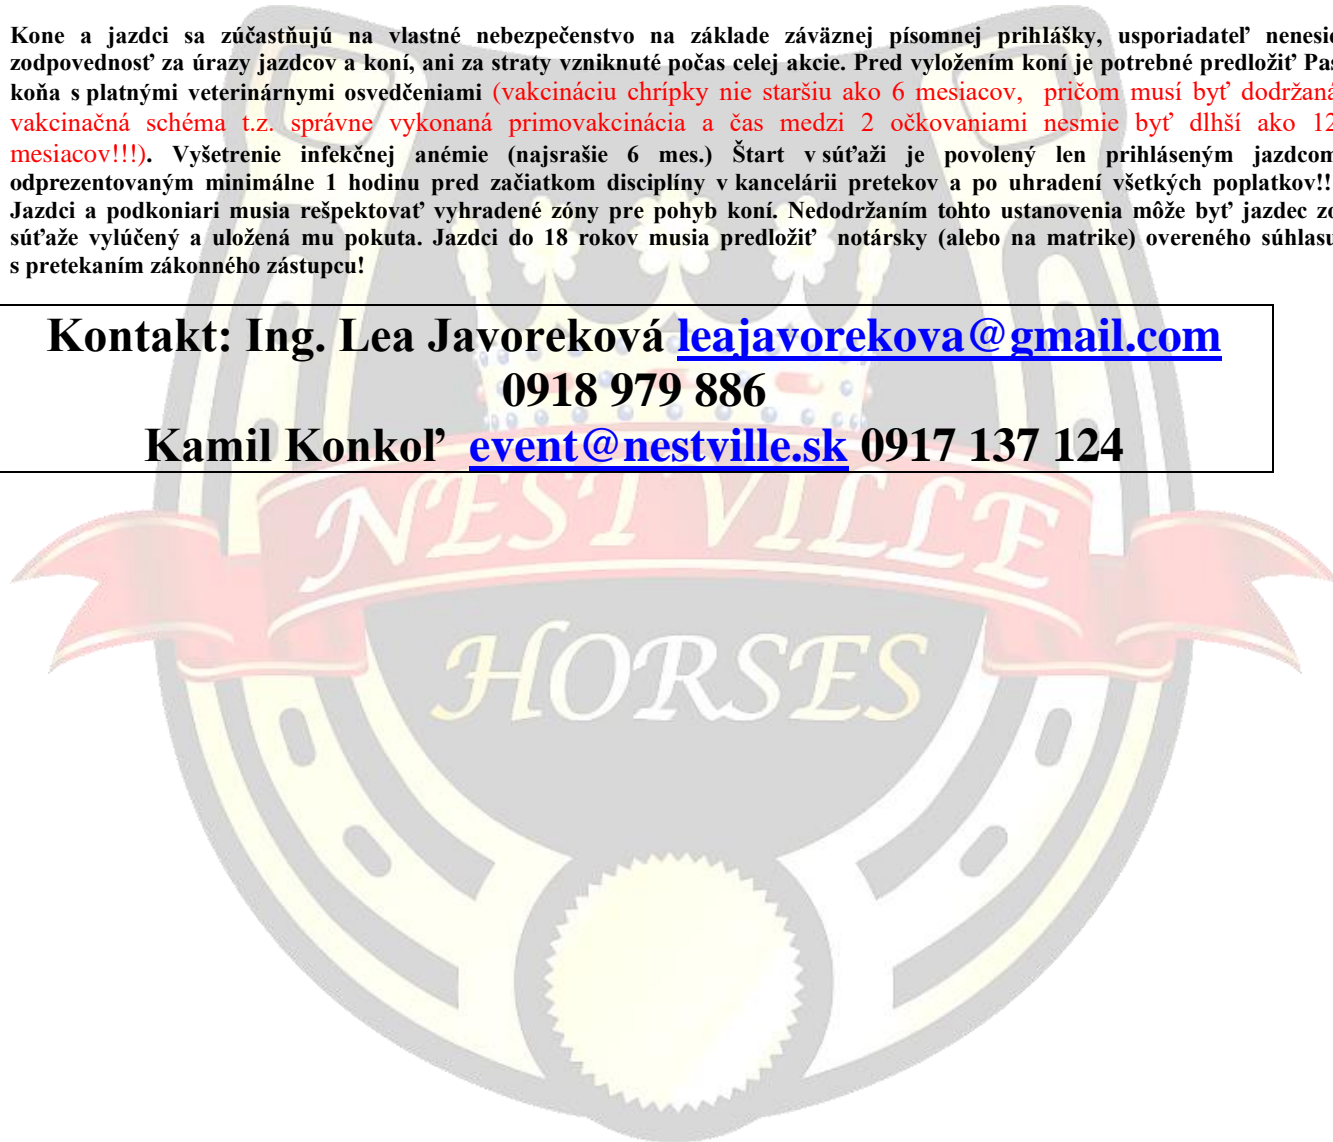 Kone a jazdci sa zúčastňujú na vlastné nebezpečenstvo na základe záväznej písomnej prihlášky, usporiadateľ nenesie
zodpovednosť za úrazy jazdcov a koní, ani za straty vzniknuté počas celej akcie. Pred vyložením koní je potrebné predložiť Pas
koňa s platnými veterinárnymi osvedčeniami (vakcináciu chrípky nie staršiu ako 6 mesiacov, pričom musí byť dodržaná
vakcinačná schéma t.z. správne vykonaná primovakcinácia a čas medzi 2 očkovaniami nesmie byť dlhší ako 12
mesiacov!!!). Vyšetrenie infekčnej anémie (najsrašie 6 mes.) Štart v súťaži je povolený len prihláseným jazdcom
odprezentovaným minimálne 1 hodinu pred začiatkom disciplíny v kancelárii pretekov a po uhradení všetkých poplatkov!!!
Jazdci a podkoniari musia rešpektovať vyhradené zóny pre pohyb koní. Nedodržaním tohto ustanovenia môže byť jazdec zo
súťaže vylúčený a uložená mu pokuta. Jazdci do 18 rokov musia predložiť notársky (alebo na matrike) overeného súhlasu
s pretekaním zákonného zástupcu!
Kontakt: Ing. Lea Javoreková leajavorekova@gmail.com
0918 979 886
Kamil Konkoľ event@nestville.sk 0917 137 124
NESTVILLE
HORSES